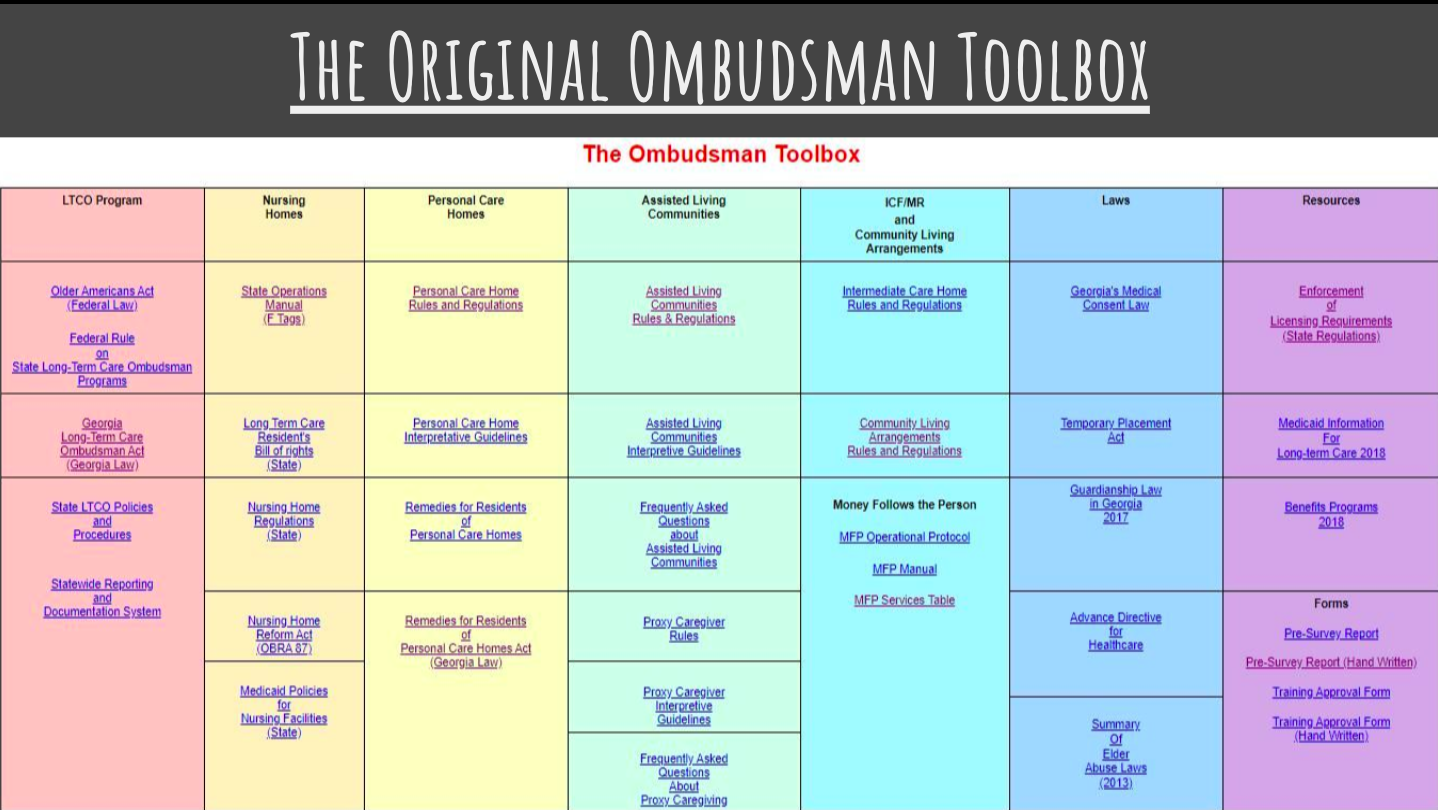 The Original Ombudsman Toolbox
The Ombudsman Toolbox
LTCO Program
Nursing
Homes
Personal Care
Homes
Assisted Living
Communities
ICF/MR
and
Community Living
Arrangements
Laws
Resources
Older Americans Act
(Federal Law)
Federal Rule
on
State Long-Term Care Ombudsman
Programs
State Operations
Manual
(F Tags)
Personal Care Home
Rules and Regulations
Assisted Living
Communities
Rules & Regulations
Intermediate Care Home
Rules and Regulations
Georgia's Medical
Consent Law
Enforcement
of
Licensing Requirements
(State Regulations)
Georgia
Long-Term Care
Ombudsman Act
(Georgia Law)
Long Term Care
Resident's
Bill of rights
(State)
Personal Care Home
Interpretative Guidelines
Assisted Living
Communities
Interpretive Guidelines
Community Living
Arrangements
Rules and Regulations
Temporary Placement
Act
Medicaid Information
For
Long-term Care 2018
State LTCO Policies
and
Procedures
Statewide Reporting
and
Documentation System
Nursing Home
Regulations
(State)
Remedies for Residents
of
Personal Care Homes
Frequently Asked
Questions
about
Assisted Living
Communities
Money Follows the Person
MFP Operational Protocol
MFP Manual
MFP Services Table
Guardianship Law
in Georgia
2017
Benefits Programs
2018
Nursing Home
Reform Act
(OBRA 87)
Remedies for Residents
of
Personal Care Homes Act
(Georgia Law)
Proxy Caregiver
Rules
Advance Directive
for
Healthcare
Forms
Pre-Survey Report
Pre-Survey Report (Hand Written)
Training Approval Form
Training Approval Form
(Hand Written)
Medicaid Policies
for
Nursing Facilities
(State)
Proxy Caregiver
Interpretive
Guidelines
Summary
Of
Elder
Abuse Laws
(2013)
Frequently Asked
Questions
About
Proxy Caregiving